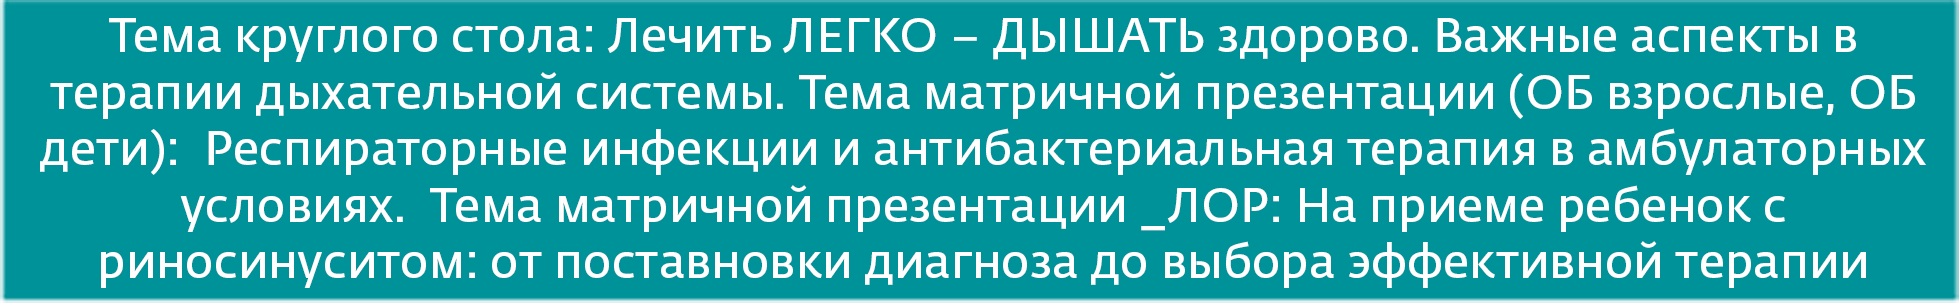 Тема круглого стола: Лечить ЛЕГКО – ДЫШАТЬ здорово. Важные аспекты в
терапии дыхательной системы. Тема матричной презентации (ОБ взрослые, ОБ
дети):  Респираторные инфекции и антибактериальная терапия в амбулаторных
условиях.  Тема матричной презентации _ЛОР: На приеме ребенок с
риносинуситом: от поставновки диагноза до выбора эффективной терапии